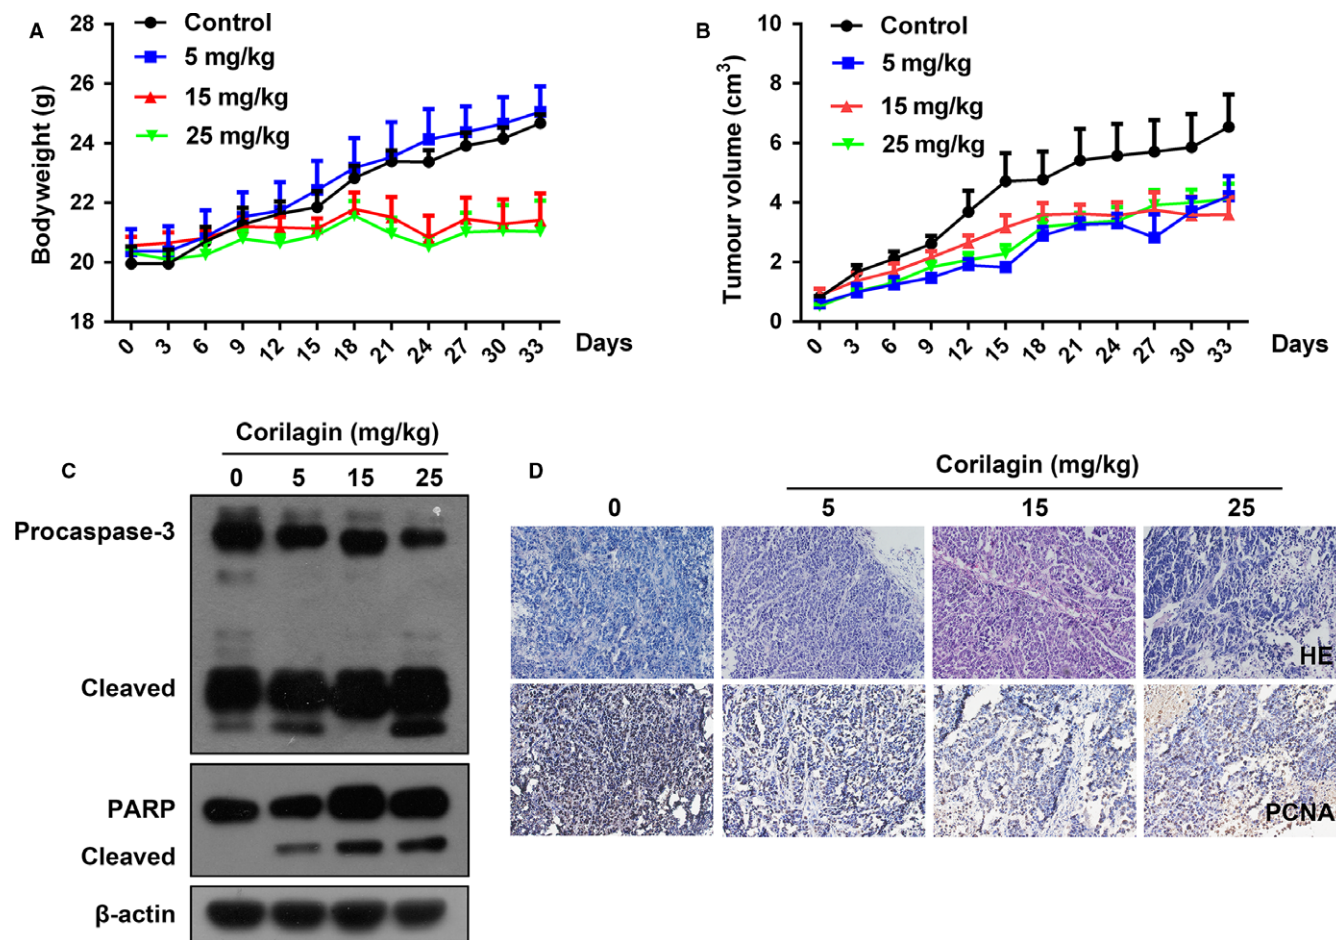 A
Bodyweight (g)
28
26
24
22
20
18
Control
5 mg/kg
15 mg/kg
25 mg/kg
0 3 6 9 12 15 18 21 24 27 30 33 Days
B
Tumour volume (cm³)
10
8
6
4
2
0
Control
5 mg/kg
15 mg/kg
25 mg/kg
0 3 6 9 12 15 18 21 24 27 30 33 Days
C
Corilagin (mg/kg)
0 5 15 25
Procaspase-3
Cleaved
PARP
Cleaved
β-actin
D
Corilagin (mg/kg)
0 5 15 25
HE
PCNA